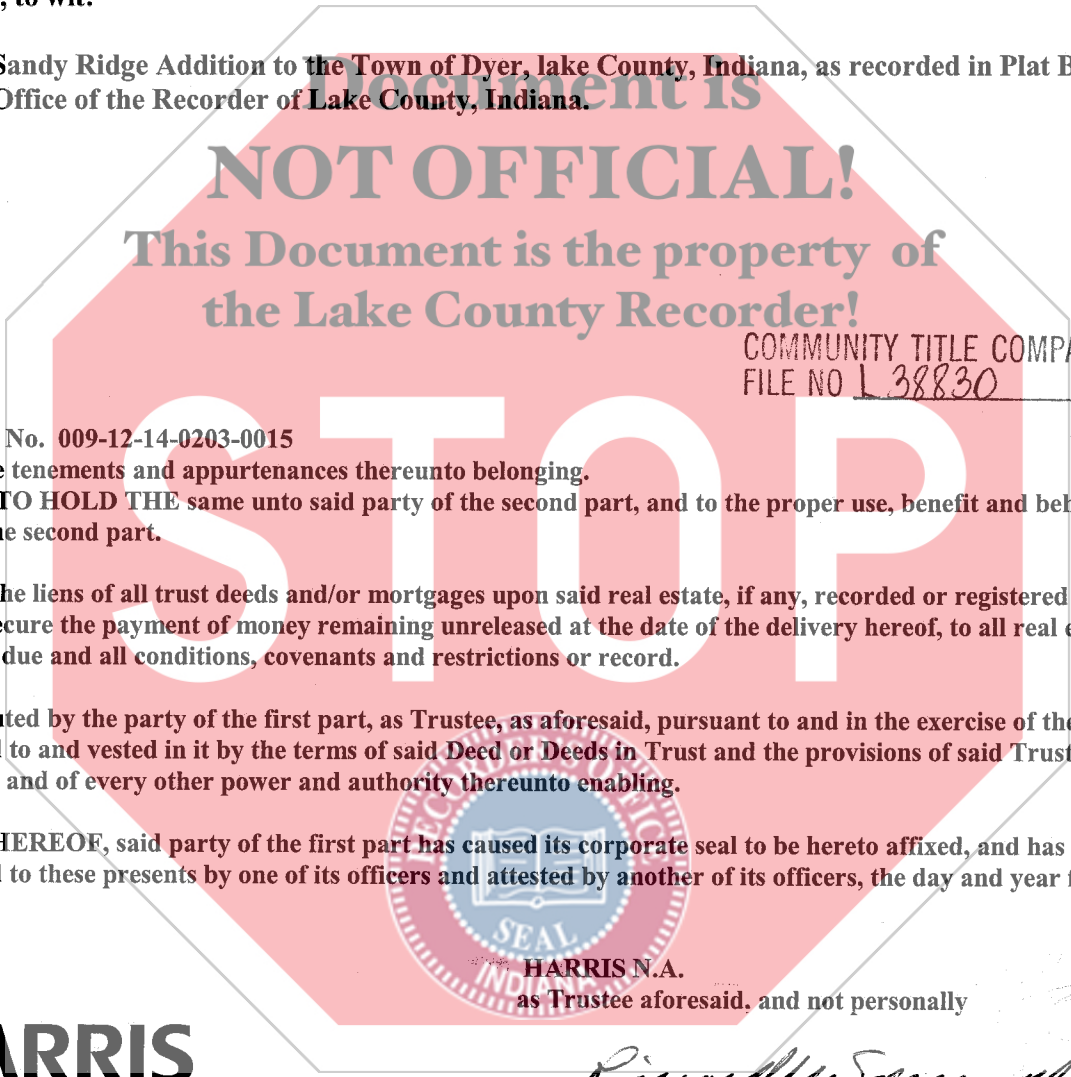 , to wit:
Sandy Ridge Addition to the Town of Dyer, lake County, Indiana, as recorded in Plat B
Office of the Recorder of Lake County, Indiana.
Document is
NOT OFFICIAL!
This Document is the property of
the Lake County Recorder!
COMMUNITY TITLE COMPA
FILE NO L 38830
STOP
No. 009-12-14-0203-0015
e tenements and appurtenances thereunto belonging.
TO HOLD THE same unto said party of the second part, and to the proper use, benefit and beh
e second part.
he liens of all trust deeds and/or mortgages upon said real estate, if any, recorded or registered
ecure the payment of money remaining unreleased at the date of the delivery hereof, to all real e
due and all conditions, covenants and restrictions or record.
ted by the party of the first part, as Trustee, as aforesaid, pursuant to and in the exercise of the
to and vested in it by the terms of said Deed or Deeds in Trust and the provisions of said Trust
and of every other power and authority thereunto enabling.
HEREOF, said party of the first part has caused its corporate seal to be hereto affixed, and has
to these presents by one of its officers and attested by another of its officers, the day and year f
RECORDER'S OFFICE
SEAL
INDIANA
HARRIS N.A.
as Trustee aforesaid, and not personally
ARRIS